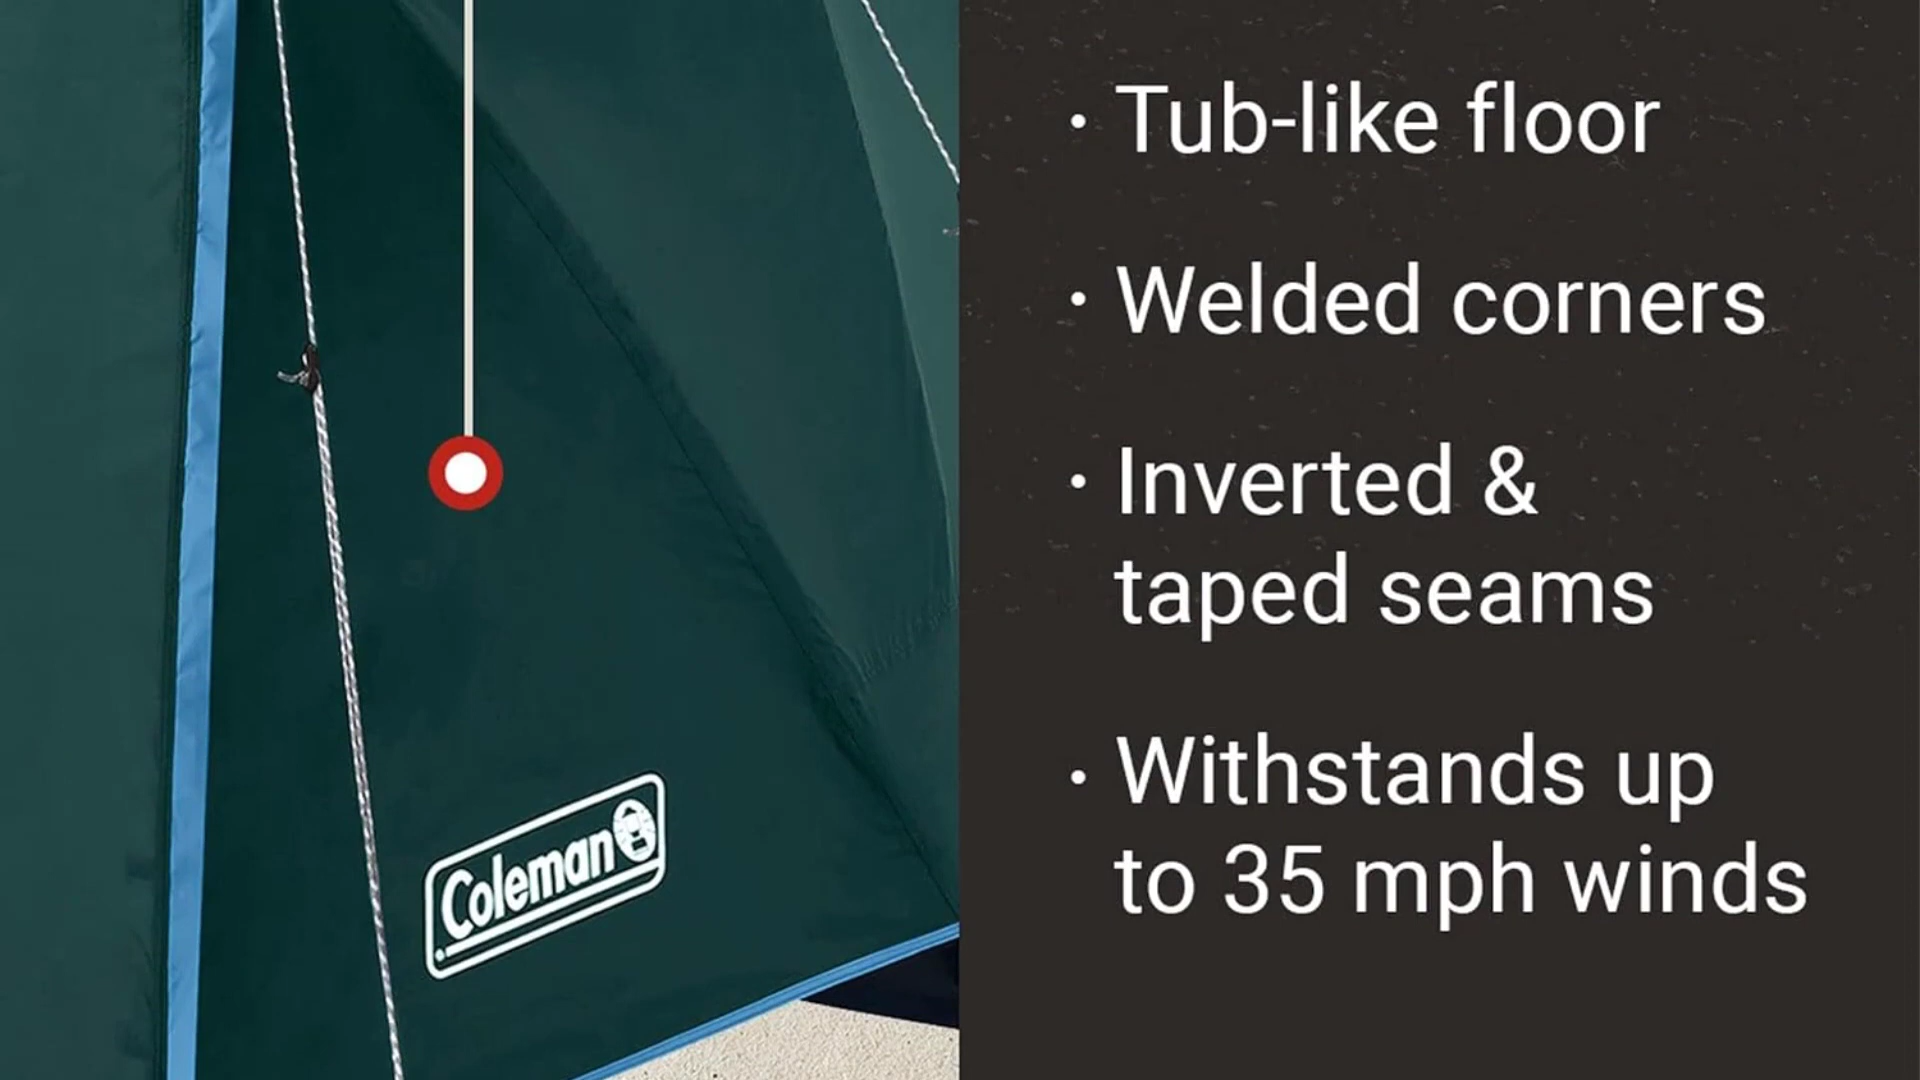 · Tub-like floor
· Welded corners
· Inverted &
taped seams
· Withstands up
to 35 mph winds
Coleman